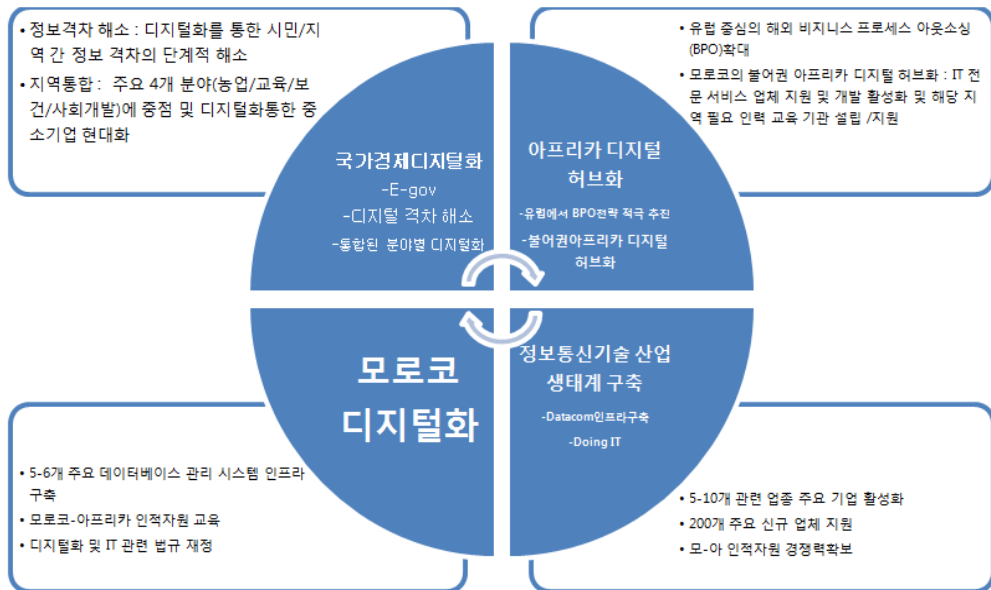 • 정보격차 해소 : 디지털화를 통한 시민/지
역 간 정보 격차의 단계적 해소
• 지역통합 : 주요 4개 분야(농업/교육/보
건/사회개발)에 중점 및 디지털화통한 중
소기업 현대화
• 유럽 중심의 해외 비지니스 프로세스 아웃소싱
(BPO)확대
• 모로코의 불어권 아프리카 디지털 허브화 : IT 전
문 서비스 업체 지원 및 개발 활성화 및 해당 지
역 필요 인력 교육 기관 설립 /지원
국가경제디지털화
-E-gov
-디지털 격차 해소
-통합된 분야별 디지털화
아프리카 디지털
허브화
-유럽에서 BPO전략 적극 추진
-불어권아프리카 디지털
허브화
모로코
디지털화
정보통신기술 산업
생태계 구축
-Datacom인프라구축
-Doing IT
• 5-6개 주요 데이터베이스 관리 시스템 인프라
구축
• 모로코-아프리카 인적자원 교육
• 디지털화 및 IT 관련 법규 재정
• 5-10개 관련 업종 주요 기업 활성화
• 200개 주요 신규 업체 지원
• 모-아 인적자원 경쟁력확보